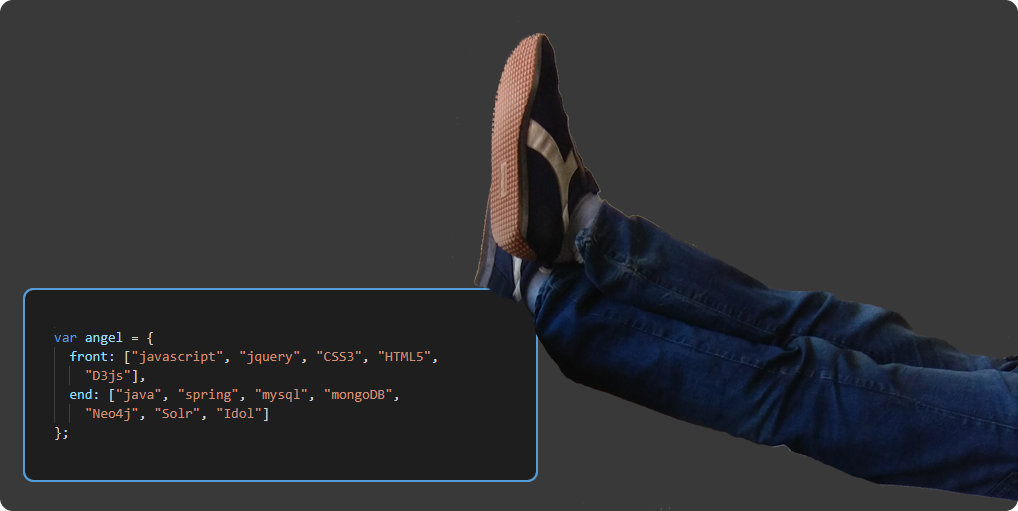 var angel = {
front: ["javascript", "jquery", "CSS3", "HTML5",
"D3js"],
end: ["java", "spring", "mysql", "mongoDB",
"Neo4j", "Solr", "Idol"]
};